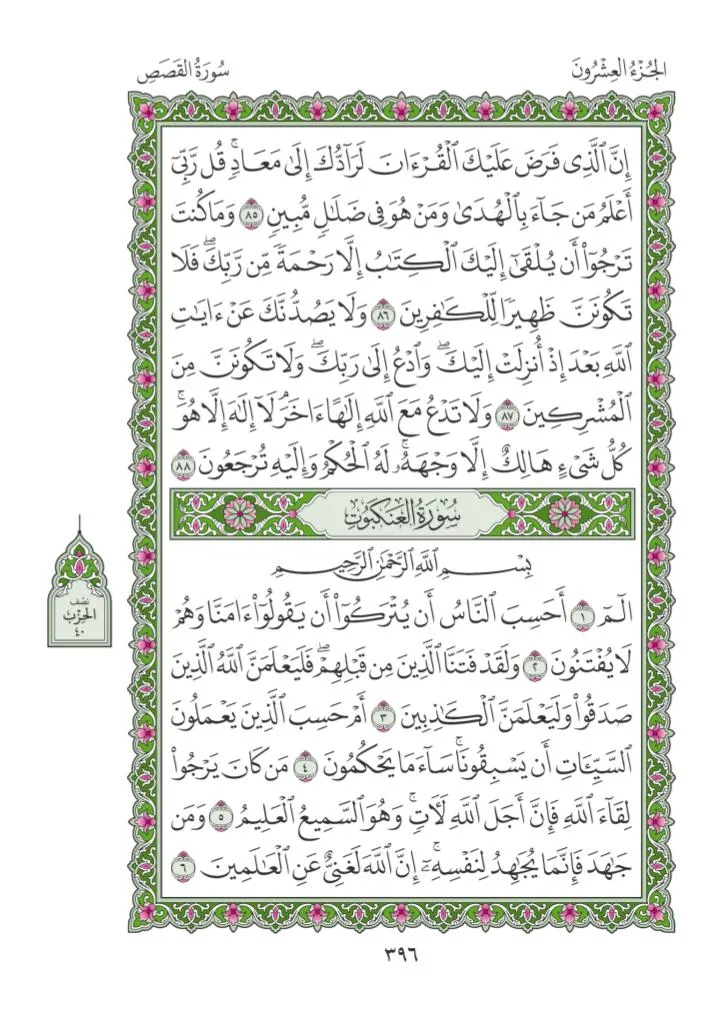 الجُزْءُ العِشْرُونَ
سُورَةُ القَصَصِ
إِنَّ ٱلَّذِى فَرَضَ عَلَيْكَ ٱلْقُرْءَانَ لَرَآدُّكَ إِلَىٰ مَعَادٍۚ قُل رَّبِّىٓ
أَعْلَمُ مَن جَآءَ بِٱلْهُدَىٰ وَمَنْ هُوَ فِى ضَلَٰلٍ مُّبِينٍ ٨٥ وَمَا كُنتَ
تَرْجُوٓا۟ أَن يُلْقَىٰٓ إِلَيْكَ ٱلْكِتَٰبُ إِلَّا رَحْمَةً مِّن رَّبِّكَۖ فَلَا
تَكُونَنَّ ظَهِيرًا لِّلْكَٰفِرِينَ ٨٦ وَلَا يَصُدُّنَّكَ عَنْ ءَايَٰتِ
ٱللَّهِ بَعْدَ إِذْ أُنزِلَتْ إِلَيْكَۖ وَٱدْعُ إِلَىٰ رَبِّكَۖ وَلَا تَكُونَنَّ مِنَ
ٱلْمُشْرِكِينَ ٨٧ وَلَا تَدْعُ مَعَ ٱللَّهِ إِلَٰهًا ءَاخَرَۘ لَآ إِلَٰهَ إِلَّا هُوَۚ
كُلُّ شَىْءٍ هَالِكٌ إِلَّا وَجْهَهُۥۚ لَهُ ٱلْحُكْمُ وَإِلَيْهِ تُرْجَعُونَ ٨٨
سُورَةُ العَنكَبُوتِ
بِسْمِ ٱللَّهِ ٱلرَّحْمَٰنِ ٱلرَّحِيمِ
الٓمٓ ١ أَحَسِبَ ٱلنَّاسُ أَن يُتْرَكُوٓا۟ أَن يَقُولُوٓا۟ ءَامَنَّا وَهُمْ
لَا يُفْتَنُونَ ٢ وَلَقَدْ فَتَنَّا ٱلَّذِينَ مِن قَبْلِهِمْۖ فَلَيَعْلَمَنَّ ٱللَّهُ ٱلَّذِينَ
صَدَقُوا۟ وَلَيَعْلَمَنَّ ٱلْكَٰذِبِينَ ٣ أَمْ حَسِبَ ٱلَّذِينَ يَعْمَلُونَ
ٱلسَّيِّـَٔاتِ أَن يَسْبِقُونَاۚ سَآءَ مَا يَحْكُمُونَ ٤ مَن كَانَ يَرْجُوا۟
لِقَآءَ ٱللَّهِ فَإِنَّ أَجَلَ ٱللَّهِ لَـَٔاتٍۚ وَهُوَ ٱلسَّمِيعُ ٱلْعَلِيمُ ٥ وَمَن
جَٰهَدَ فَإِنَّمَا يُجَٰهِدُ لِنَفْسِهِۦٓۚ إِنَّ ٱللَّهَ لَغَنِىٌّ عَنِ ٱلْعَٰلَمِينَ ٦
نصف
الحزب
٤٠
٣٩٦